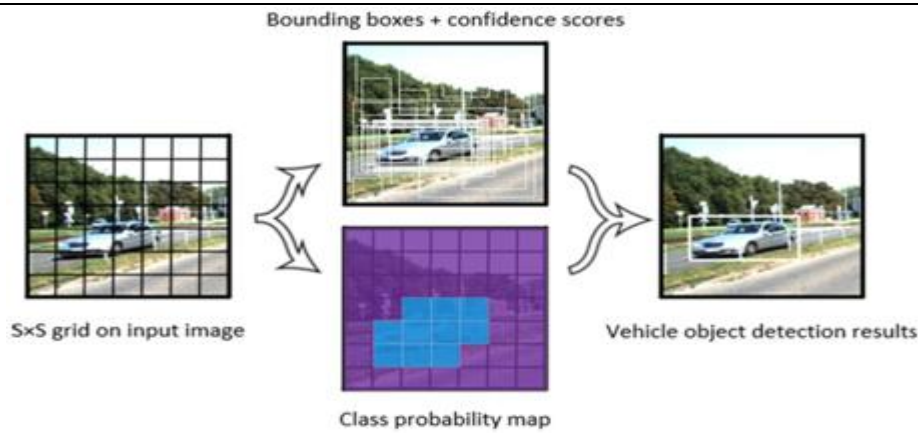 Bounding boxes + confidence scores
S×S grid on input image
Vehicle object detection results
Class probability map